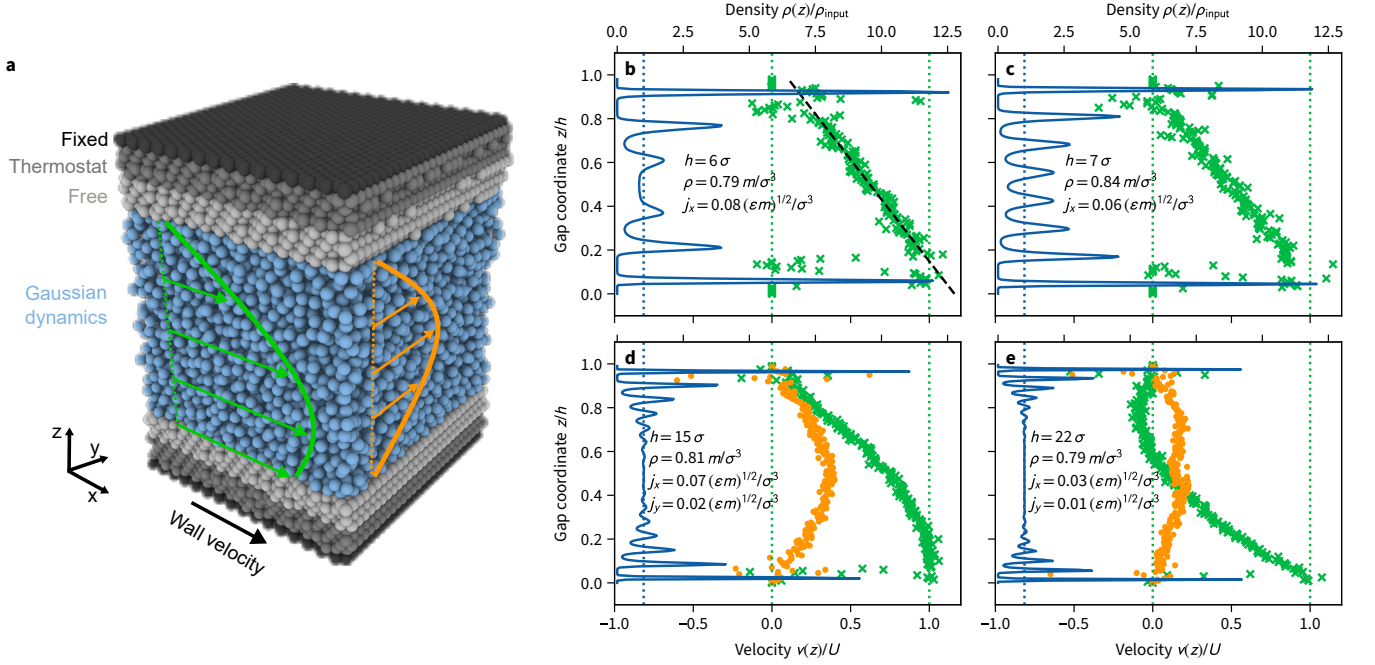 a
Fixed
Thermostat
Free
Gaussian
dynamics
z
y
x
Wall velocity
Density ρ(z)/ρinput
0.0 2.5 5.0 7.5 10.0 12.5
b
1.0
0.8
0.6
0.4
0.2
0.0
Gap coordinate z/h
h = 6 σ
ρ = 0.79 m/σ³
jₓ = 0.08 (εm)^1/2/σ³
Density ρ(z)/ρinput
0.0 2.5 5.0 7.5 10.0 12.5
c
h = 7 σ
ρ = 0.84 m/σ³
jₓ = 0.06 (εm)^1/2/σ³
d
1.0
0.8
0.6
0.4
0.2
0.0
Gap coordinate z/h
h = 15 σ
ρ = 0.81 m/σ³
jₓ = 0.07 (εm)^1/2/σ³
j_y = 0.02 (εm)^1/2/σ³
−1.0 −0.5 0.0 0.5 1.0
Velocity v(z)/U
e
h = 22 σ
ρ = 0.79 m/σ³
jₓ = 0.03 (εm)^1/2/σ³
j_y = 0.01 (εm)^1/2/σ³
−1.0 −0.5 0.0 0.5 1.0
Velocity v(z)/U